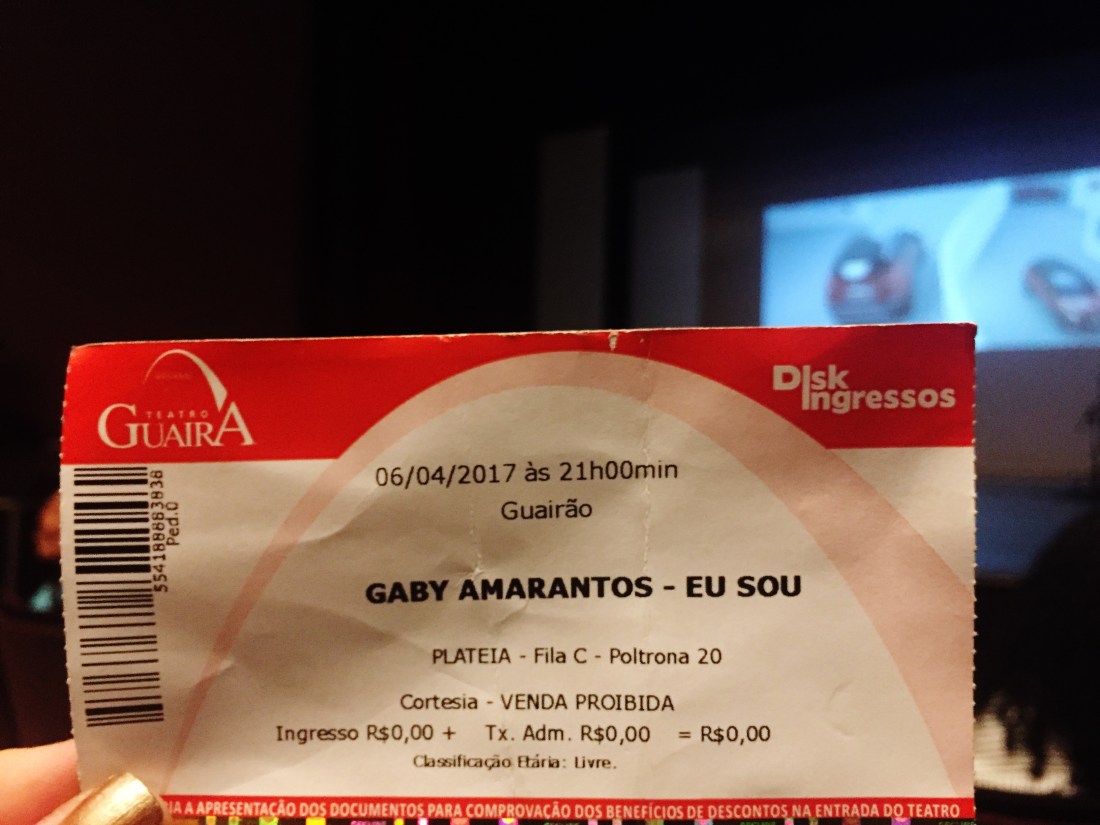 TEATRO
GUAIRA
Disk
Ingressos
06/04/2017 às 21h00min
Guairão
5541888883838
Ped.0
GABY AMARANTOS - EU SOU
PLATEIA - Fila C - Poltrona 20
Cortesia - VENDA PROIBIDA
Ingresso R$0,00 + Tx. Adm. R$0,00 = R$0,00
Classificação Etária: Livre.
A APRESENTAÇÃO DOS DOCUMENTOS PARA COMPROVAÇÃO DOS BENEFÍCIOS DE DESCONTOS NA ENTRADA DO TEATRO